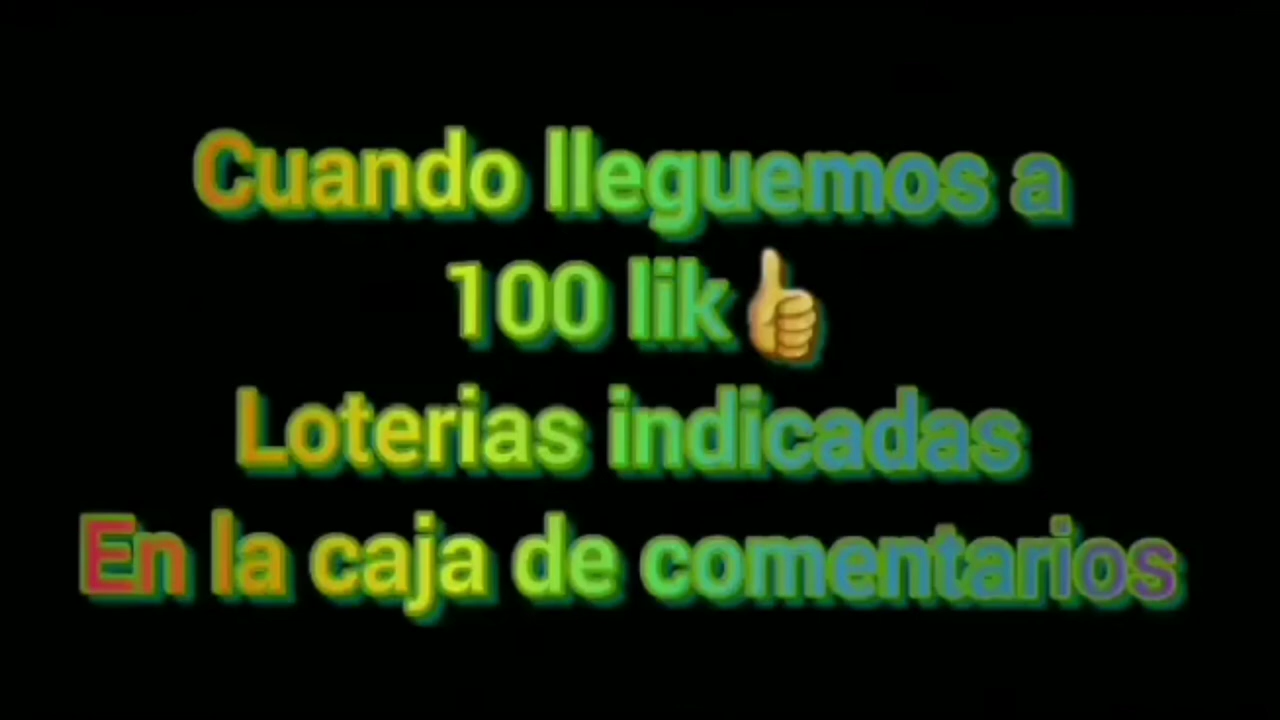 Cuando lleguemos a
100 lik👍
Loterias indicadas
En la caja de comentarios